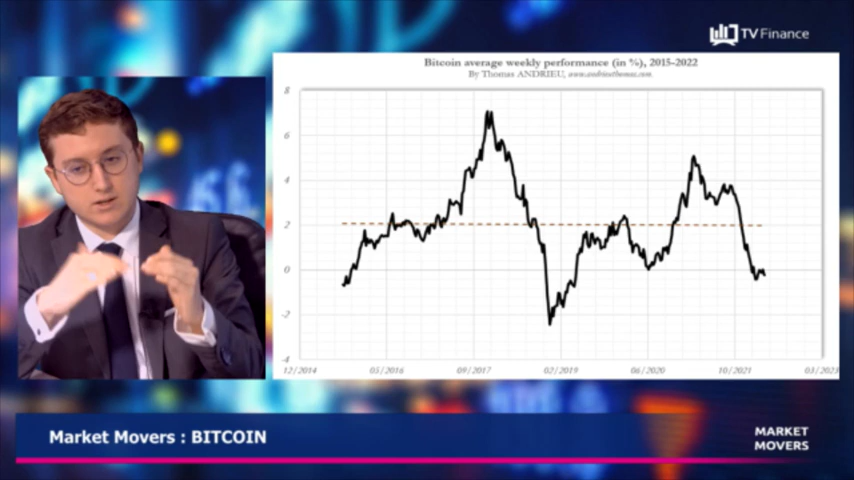 TV Finance
Bitcoin average weekly performance (in %), 2015-2022
By Thomas ANDRIEU, www.andrieuthomas.com.
8
6
4
2
0
-2
-4
12/2014 05/2016 09/2017 02/2019 06/2020 10/2021 03/2023
Market Movers : BITCOIN
MARKET
MOVERS